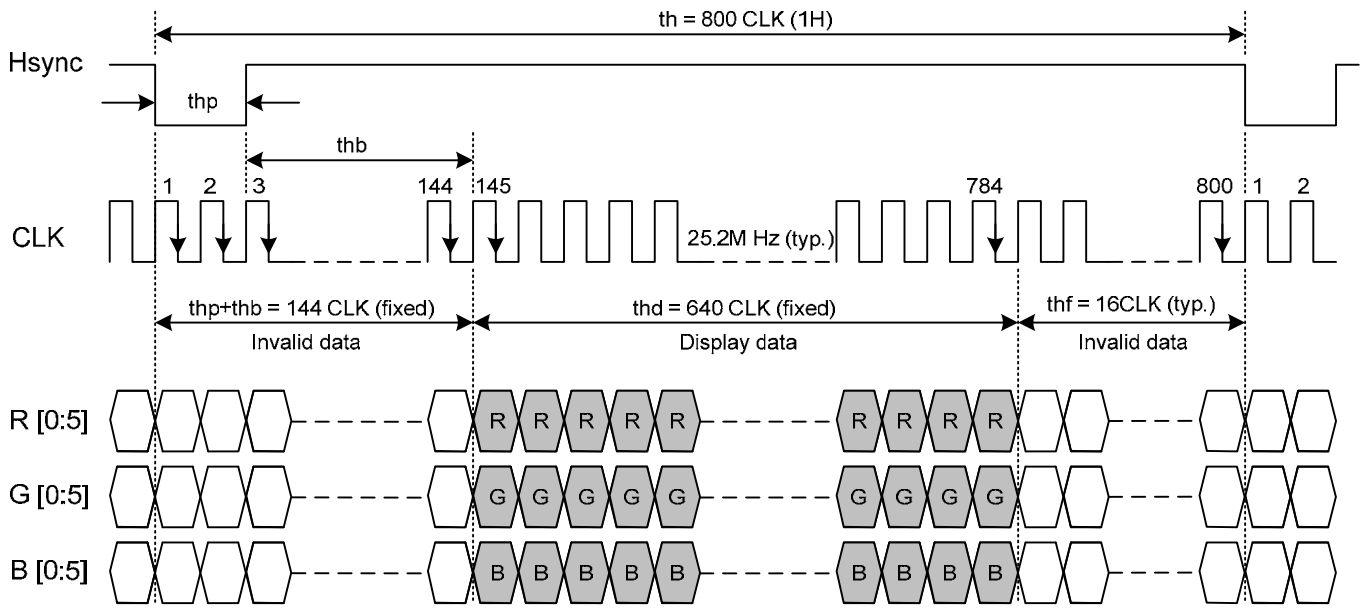 th = 800 CLK (1H)
Hsync
thp
thb
1 2 3 144 145 784 800 1 2
CLK
25.2M Hz (typ.)
thp+thb = 144 CLK (fixed) thd = 640 CLK (fixed) thf = 16CLK (typ.)
Invalid data Display data Invalid data
R [0:5] R R R R R R R R R
G [0:5] G G G G G G G G G
B [0:5] B B B B B B B B B